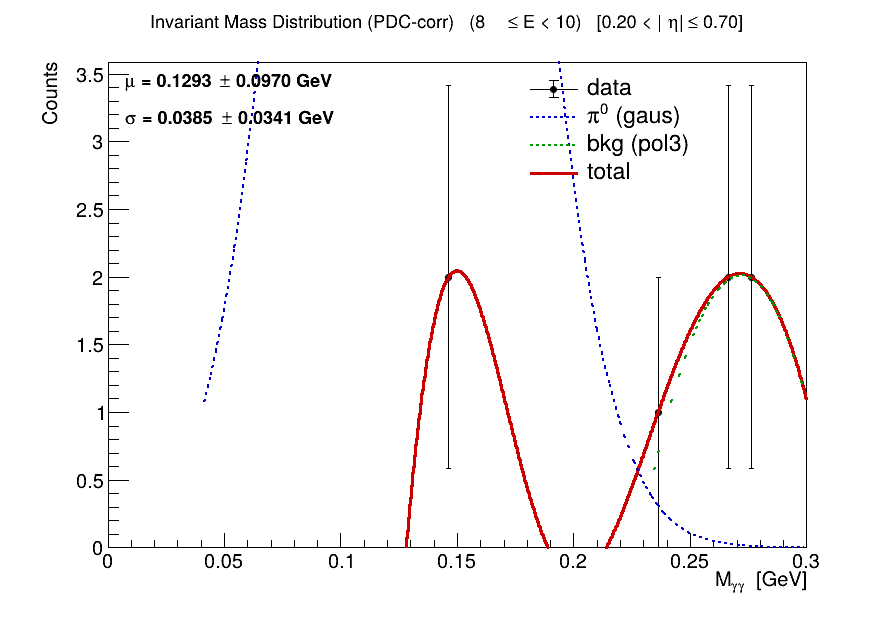 Invariant Mass Distribution (PDC-corr) (8 ≤ E < 10) [0.20 < | η| ≤ 0.70]
Counts
μ = 0.1293 ± 0.0970 GeV
σ = 0.0385 ± 0.0341 GeV
data
π⁰ (gaus)
bkg (pol3)
total
3.5
3
2.5
2
1.5
1
0.5
0
0 0.05 0.1 0.15 0.2 0.25 0.3
Mγγ [GeV]